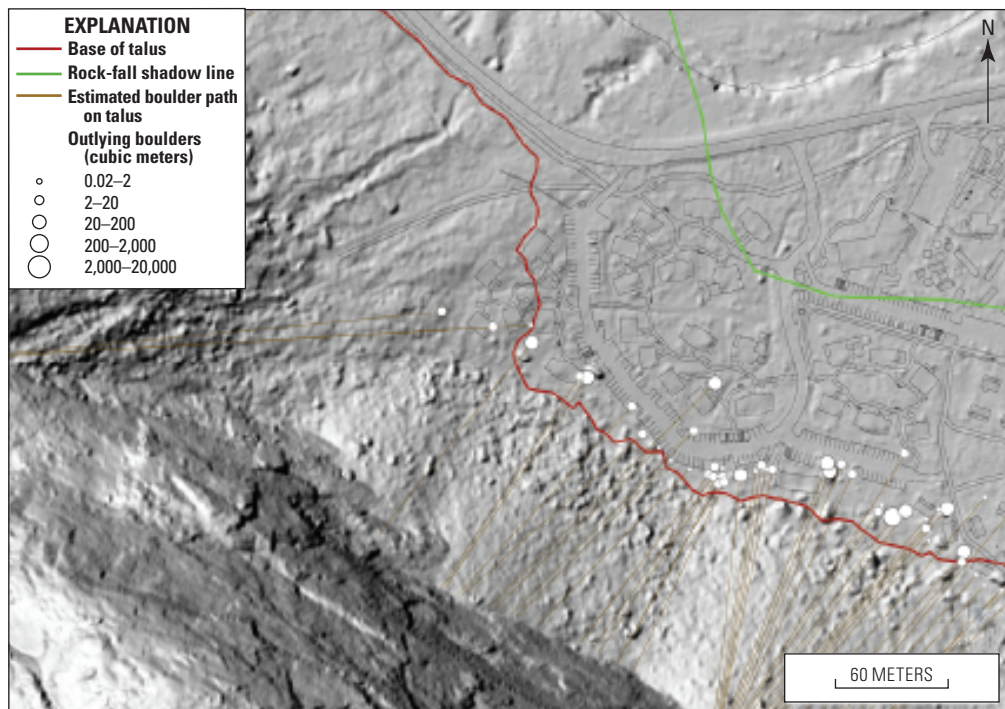 EXPLANATION
Base of talus
Rock-fall shadow line
Estimated boulder path
on talus
Outlying boulders
(cubic meters)
0.02–2
2–20
20–200
200–2,000
2,000–20,000
N
60 METERS